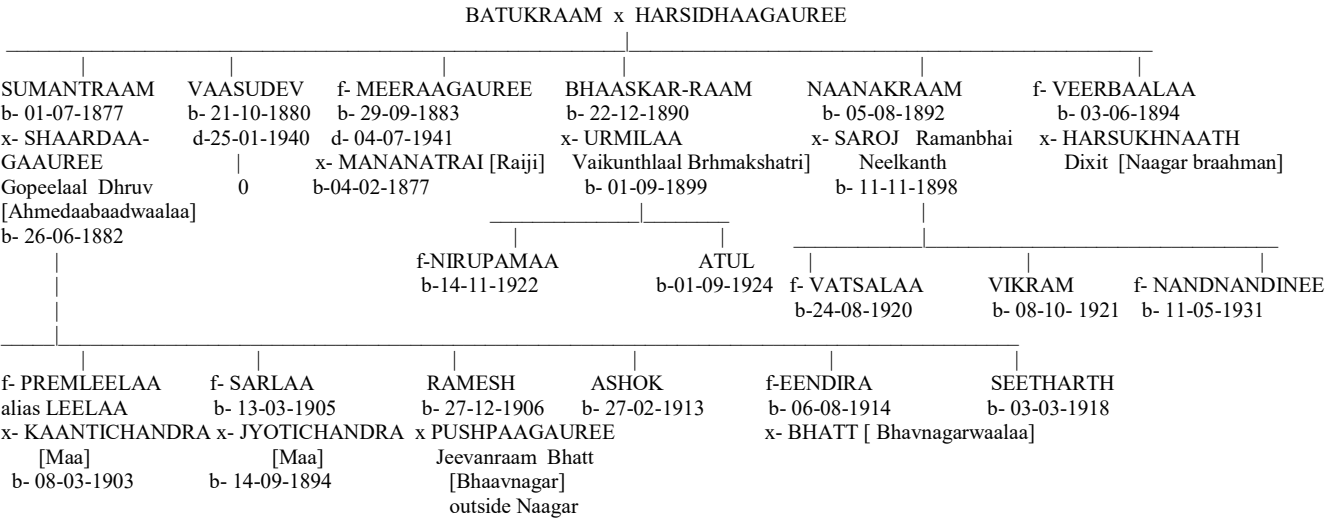 BATUKRAAM x HARSIDHAAGAUREE
SUMANTRAAM VAASUDEV f- MEERAAGAUREE BHAASKAR-RAAM NAANAKRAAM f- VEERBAALAA
b- 01-07-1877 b- 21-10-1880 b- 29-09-1883 b- 22-12-1890 b- 05-08-1892 b- 03-06-1894
x- SHAARDAA- d-25-01-1940 d- 04-07-1941 x- URMILAA x- SAROJ Ramanbhai x- HARSUKHNAATH
GAAUREE x- MANANATRAI [Raiji] Vaikunthlaal Brhmakshatri] Neelkanth Dixit [Naagar braahman]
Gopeelaal Dhruv 0 b-04-02-1877 b- 01-09-1899 b- 11-11-1898
[Ahmedaabaadwaalaa]
b- 26-06-1882
f-NIRUPAMAA ATUL f- VATSALAA VIKRAM f- NANDNANDINEE
b-14-11-1922 b-01-09-1924 b-24-08-1920 b- 08-10- 1921 b- 11-05-1931
f- PREMLEELAA f- SARLAA RAMESH ASHOK f-EENDIRA SEETHARTH
alias LEELAA b- 13-03-1905 b- 27-12-1906 b- 27-02-1913 b- 06-08-1914 b- 03-03-1918
x- KAANTICHANDRA x- JYOTICHANDRA x PUSHPAAGAUREE x- BHATT [ Bhavnagarwaalaa]
[Maa] [Maa] Jeevanraam Bhatt
b- 08-03-1903 b- 14-09-1894 [Bhaavnagar]
outside Naagar